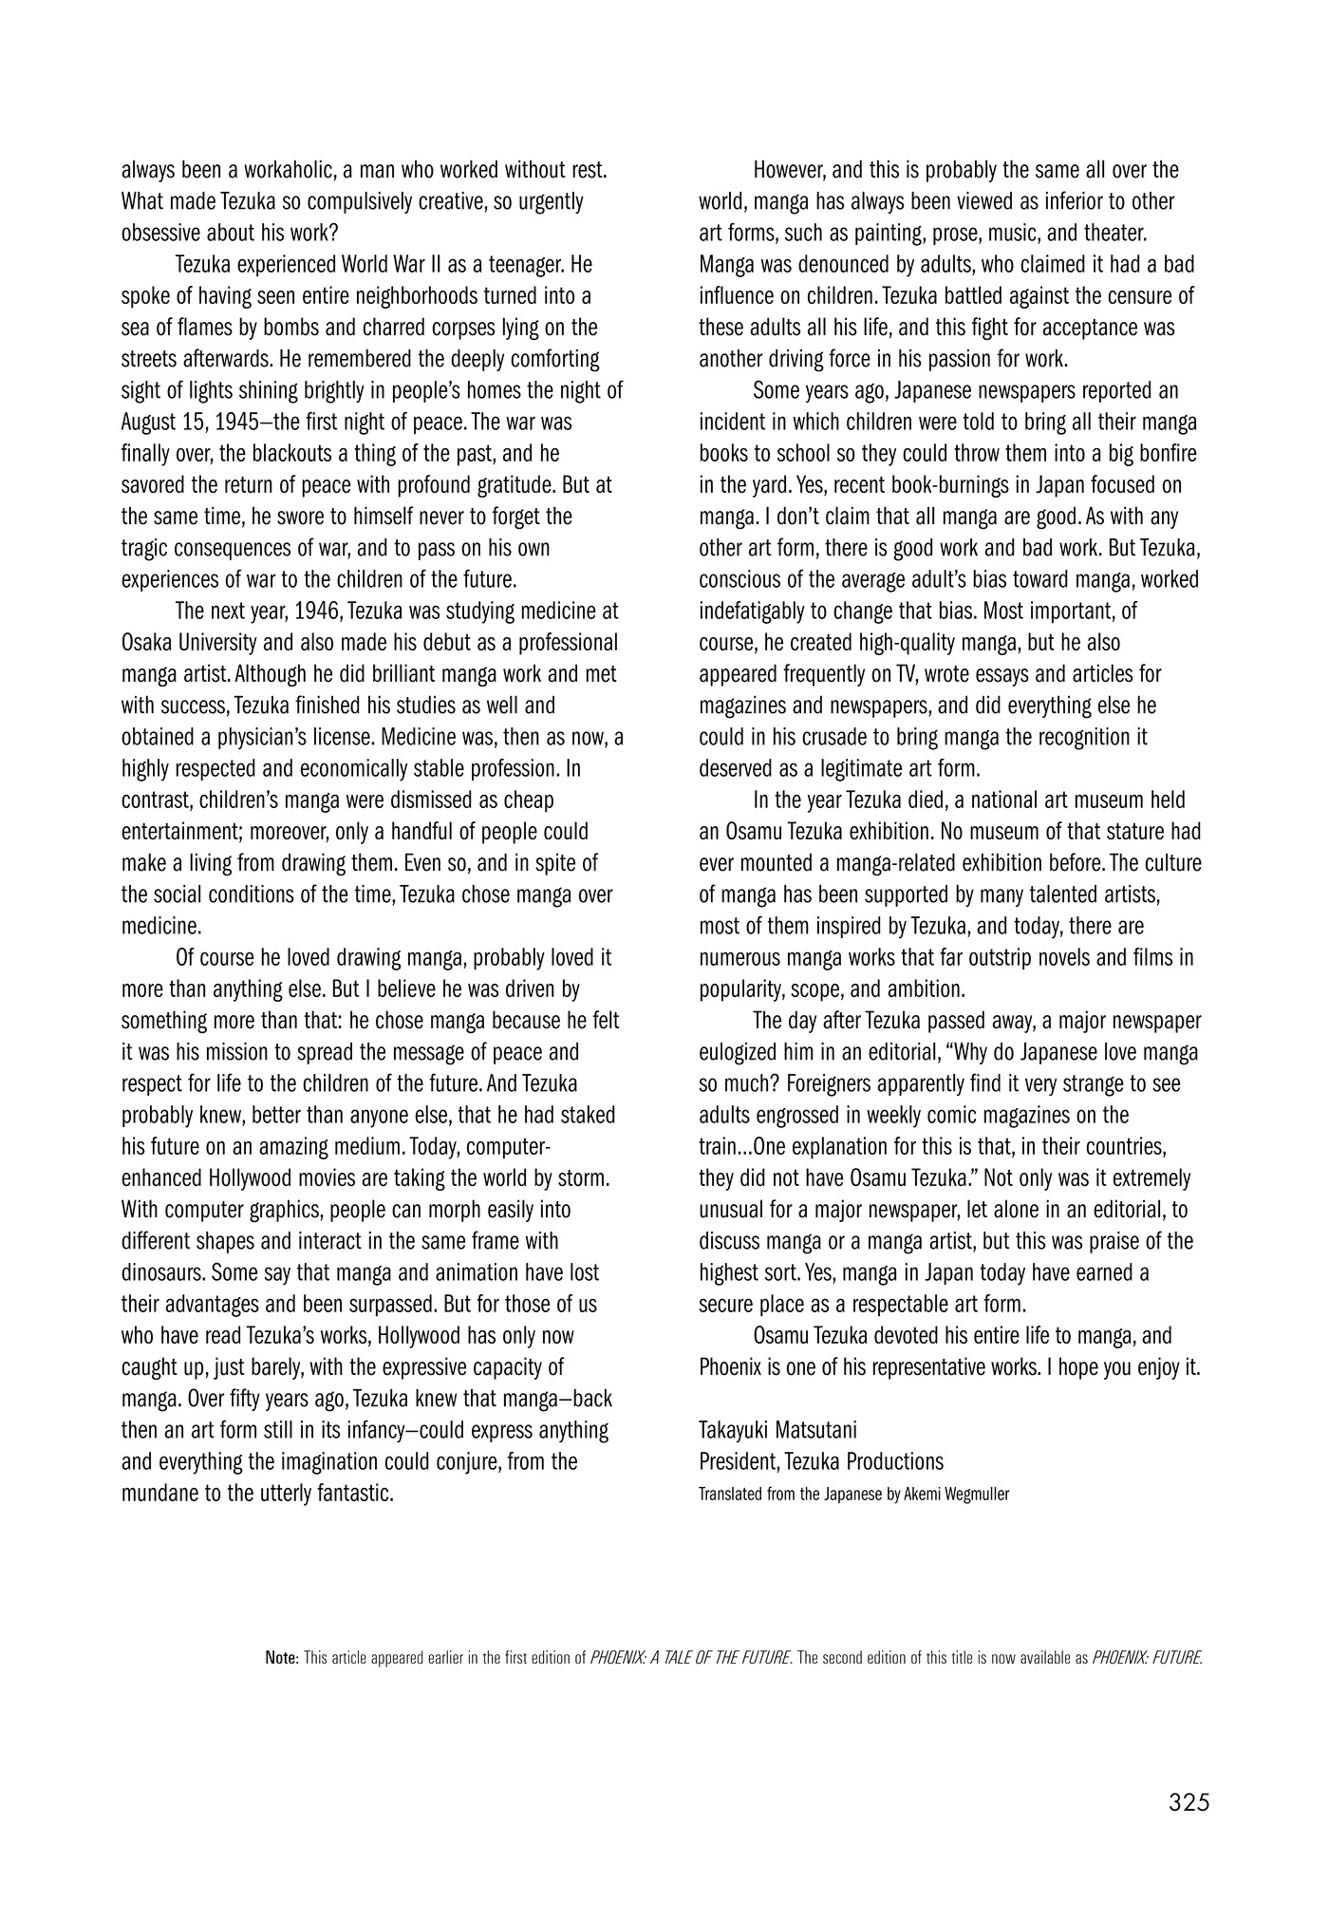 always been a workaholic, a man who worked without rest.
What made Tezuka so compulsively creative, so urgently
obsessive about his work?
Tezuka experienced World War II as a teenager. He
spoke of having seen entire neighborhoods turned into a
sea of flames by bombs and charred corpses lying on the
streets afterwards. He remembered the deeply comforting
sight of lights shining brightly in people’s homes the night of
August 15, 1945–the first night of peace. The war was
finally over, the blackouts a thing of the past, and he
savored the return of peace with profound gratitude. But at
the same time, he swore to himself never to forget the
tragic consequences of war, and to pass on his own
experiences of war to the children of the future.
The next year, 1946, Tezuka was studying medicine at
Osaka University and also made his debut as a professional
manga artist. Although he did brilliant manga work and met
with success, Tezuka finished his studies as well and
obtained a physician’s license. Medicine was, then as now, a
highly respected and economically stable profession. In
contrast, children’s manga were dismissed as cheap
entertainment; moreover, only a handful of people could
make a living from drawing them. Even so, and in spite of
the social conditions of the time, Tezuka chose manga over
medicine.
Of course he loved drawing manga, probably loved it
more than anything else. But I believe he was driven by
something more than that: he chose manga because he felt
it was his mission to spread the message of peace and
respect for life to the children of the future. And Tezuka
probably knew, better than anyone else, that he had staked
his future on an amazing medium. Today, computer-
enhanced Hollywood movies are taking the world by storm.
With computer graphics, people can morph easily into
different shapes and interact in the same frame with
dinosaurs. Some say that manga and animation have lost
their advantages and been surpassed. But for those of us
who have read Tezuka’s works, Hollywood has only now
caught up, just barely, with the expressive capacity of
manga. Over fifty years ago, Tezuka knew that manga–back
then an art form still in its infancy–could express anything
and everything the imagination could conjure, from the
mundane to the utterly fantastic.
However, and this is probably the same all over the
world, manga has always been viewed as inferior to other
art forms, such as painting, prose, music, and theater.
Manga was denounced by adults, who claimed it had a bad
influence on children. Tezuka battled against the censure of
these adults all his life, and this fight for acceptance was
another driving force in his passion for work.
Some years ago, Japanese newspapers reported an
incident in which children were told to bring all their manga
books to school so they could throw them into a big bonfire
in the yard. Yes, recent book-burnings in Japan focused on
manga. I don’t claim that all manga are good. As with any
other art form, there is good work and bad work. But Tezuka,
conscious of the average adult’s bias toward manga, worked
indefatigably to change that bias. Most important, of
course, he created high-quality manga, but he also
appeared frequently on TV, wrote essays and articles for
magazines and newspapers, and did everything else he
could in his crusade to bring manga the recognition it
deserved as a legitimate art form.
In the year Tezuka died, a national art museum held
an Osamu Tezuka exhibition. No museum of that stature had
ever mounted a manga-related exhibition before. The culture
of manga has been supported by many talented artists,
most of them inspired by Tezuka, and today, there are
numerous manga works that far outstrip novels and films in
popularity, scope, and ambition.
The day after Tezuka passed away, a major newspaper
eulogized him in an editorial, “Why do Japanese love manga
so much? Foreigners apparently find it very strange to see
adults engrossed in weekly comic magazines on the
train...One explanation for this is that, in their countries,
they did not have Osamu Tezuka.” Not only was it extremely
unusual for a major newspaper, let alone in an editorial, to
discuss manga or a manga artist, but this was praise of the
highest sort. Yes, manga in Japan today have earned a
secure place as a respectable art form.
Osamu Tezuka devoted his entire life to manga, and
Phoenix is one of his representative works. I hope you enjoy it.
Takayuki Matsutani
President, Tezuka Productions
Translated from the Japanese by Akemi Wegmuller
Note: This article appeared earlier in the first edition of PHOENIX: A TALE OF THE FUTURE. The second edition of this title is now available as PHOENIX: FUTURE.
325